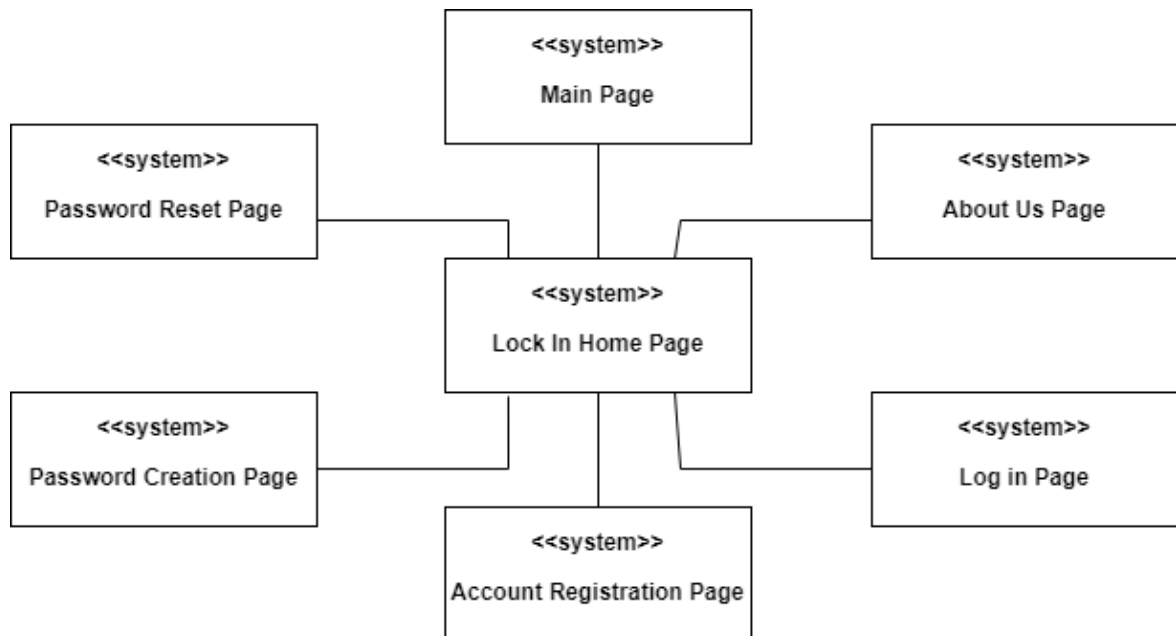 <<system>>
Main Page
<<system>>
Password Reset Page
<<system>>
About Us Page
<<system>>
Lock In Home Page
<<system>>
Password Creation Page
<<system>>
Log in Page
<<system>>
Account Registration Page